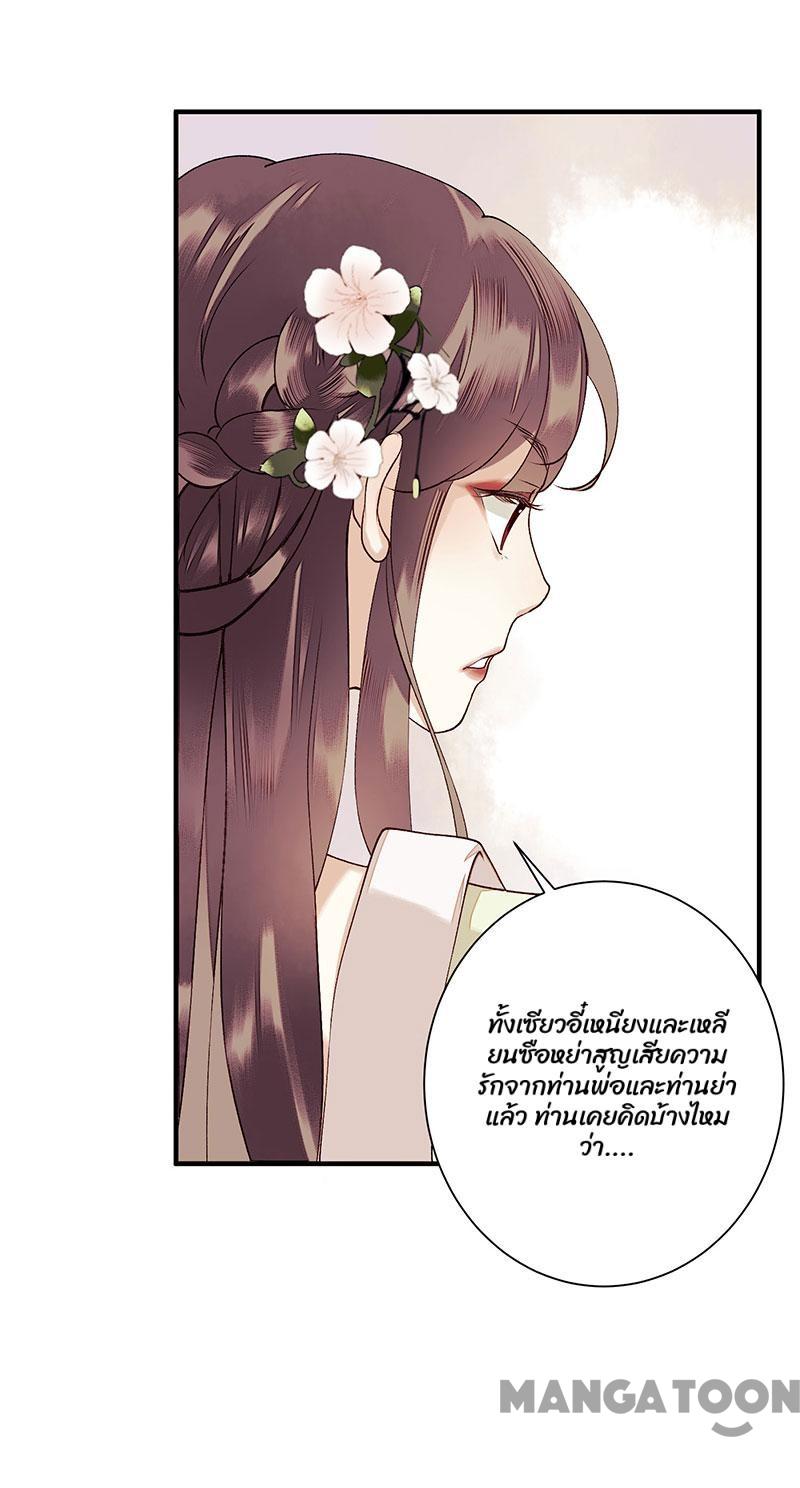 ทั้งเซียวอี๋เหนียงและเหลี
ยนซือหย่าสูญเสียความ
รักจากท่านพ่อและท่านย่า
แล้ว ท่านเคยคิดบ้างไหม
ว่า....
MANGATOON